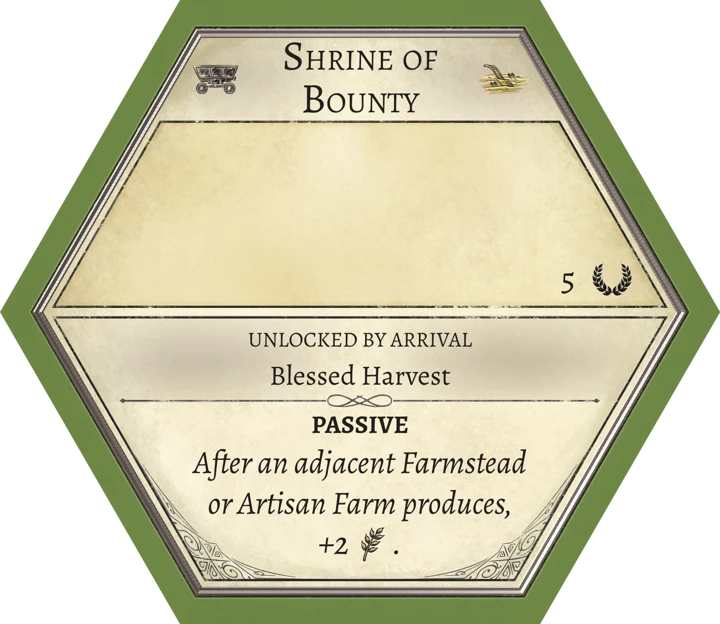 Shrine of
Bounty
5
UNLOCKED BY ARRIVAL
Blessed Harvest
PASSIVE
After an adjacent Farmstead
or Artisan Farm produces,
+2 .